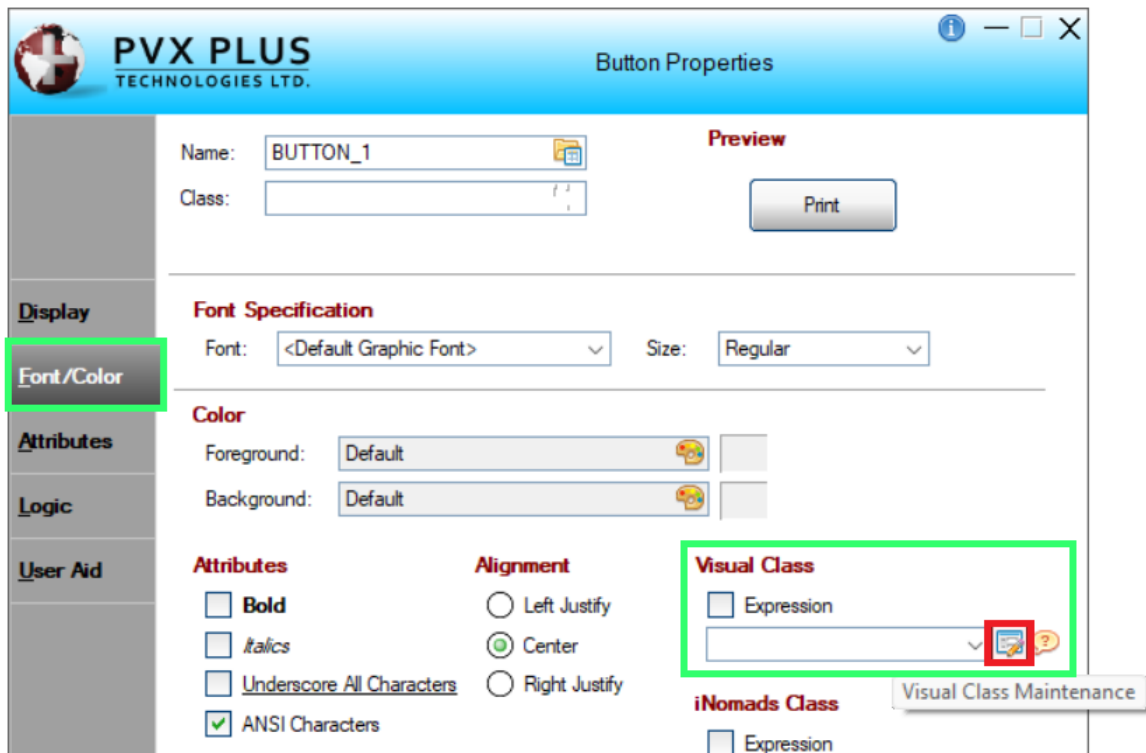 PVX PLUS
TECHNOLOGIES LTD.
Button Properties
Name: BUTTON_1
Class:
Preview
Print
Display
Font/Color
Attributes
Logic
User Aid
Font Specification
Font: <Default Graphic Font> Size: Regular
Color
Foreground: Default
Background: Default
Attributes
Bold
Italics
Underscore All Characters
ANSI Characters
Alignment
Left Justify
Center
Right Justify
Visual Class
Expression
Visual Class Maintenance
iNomads Class
Expression